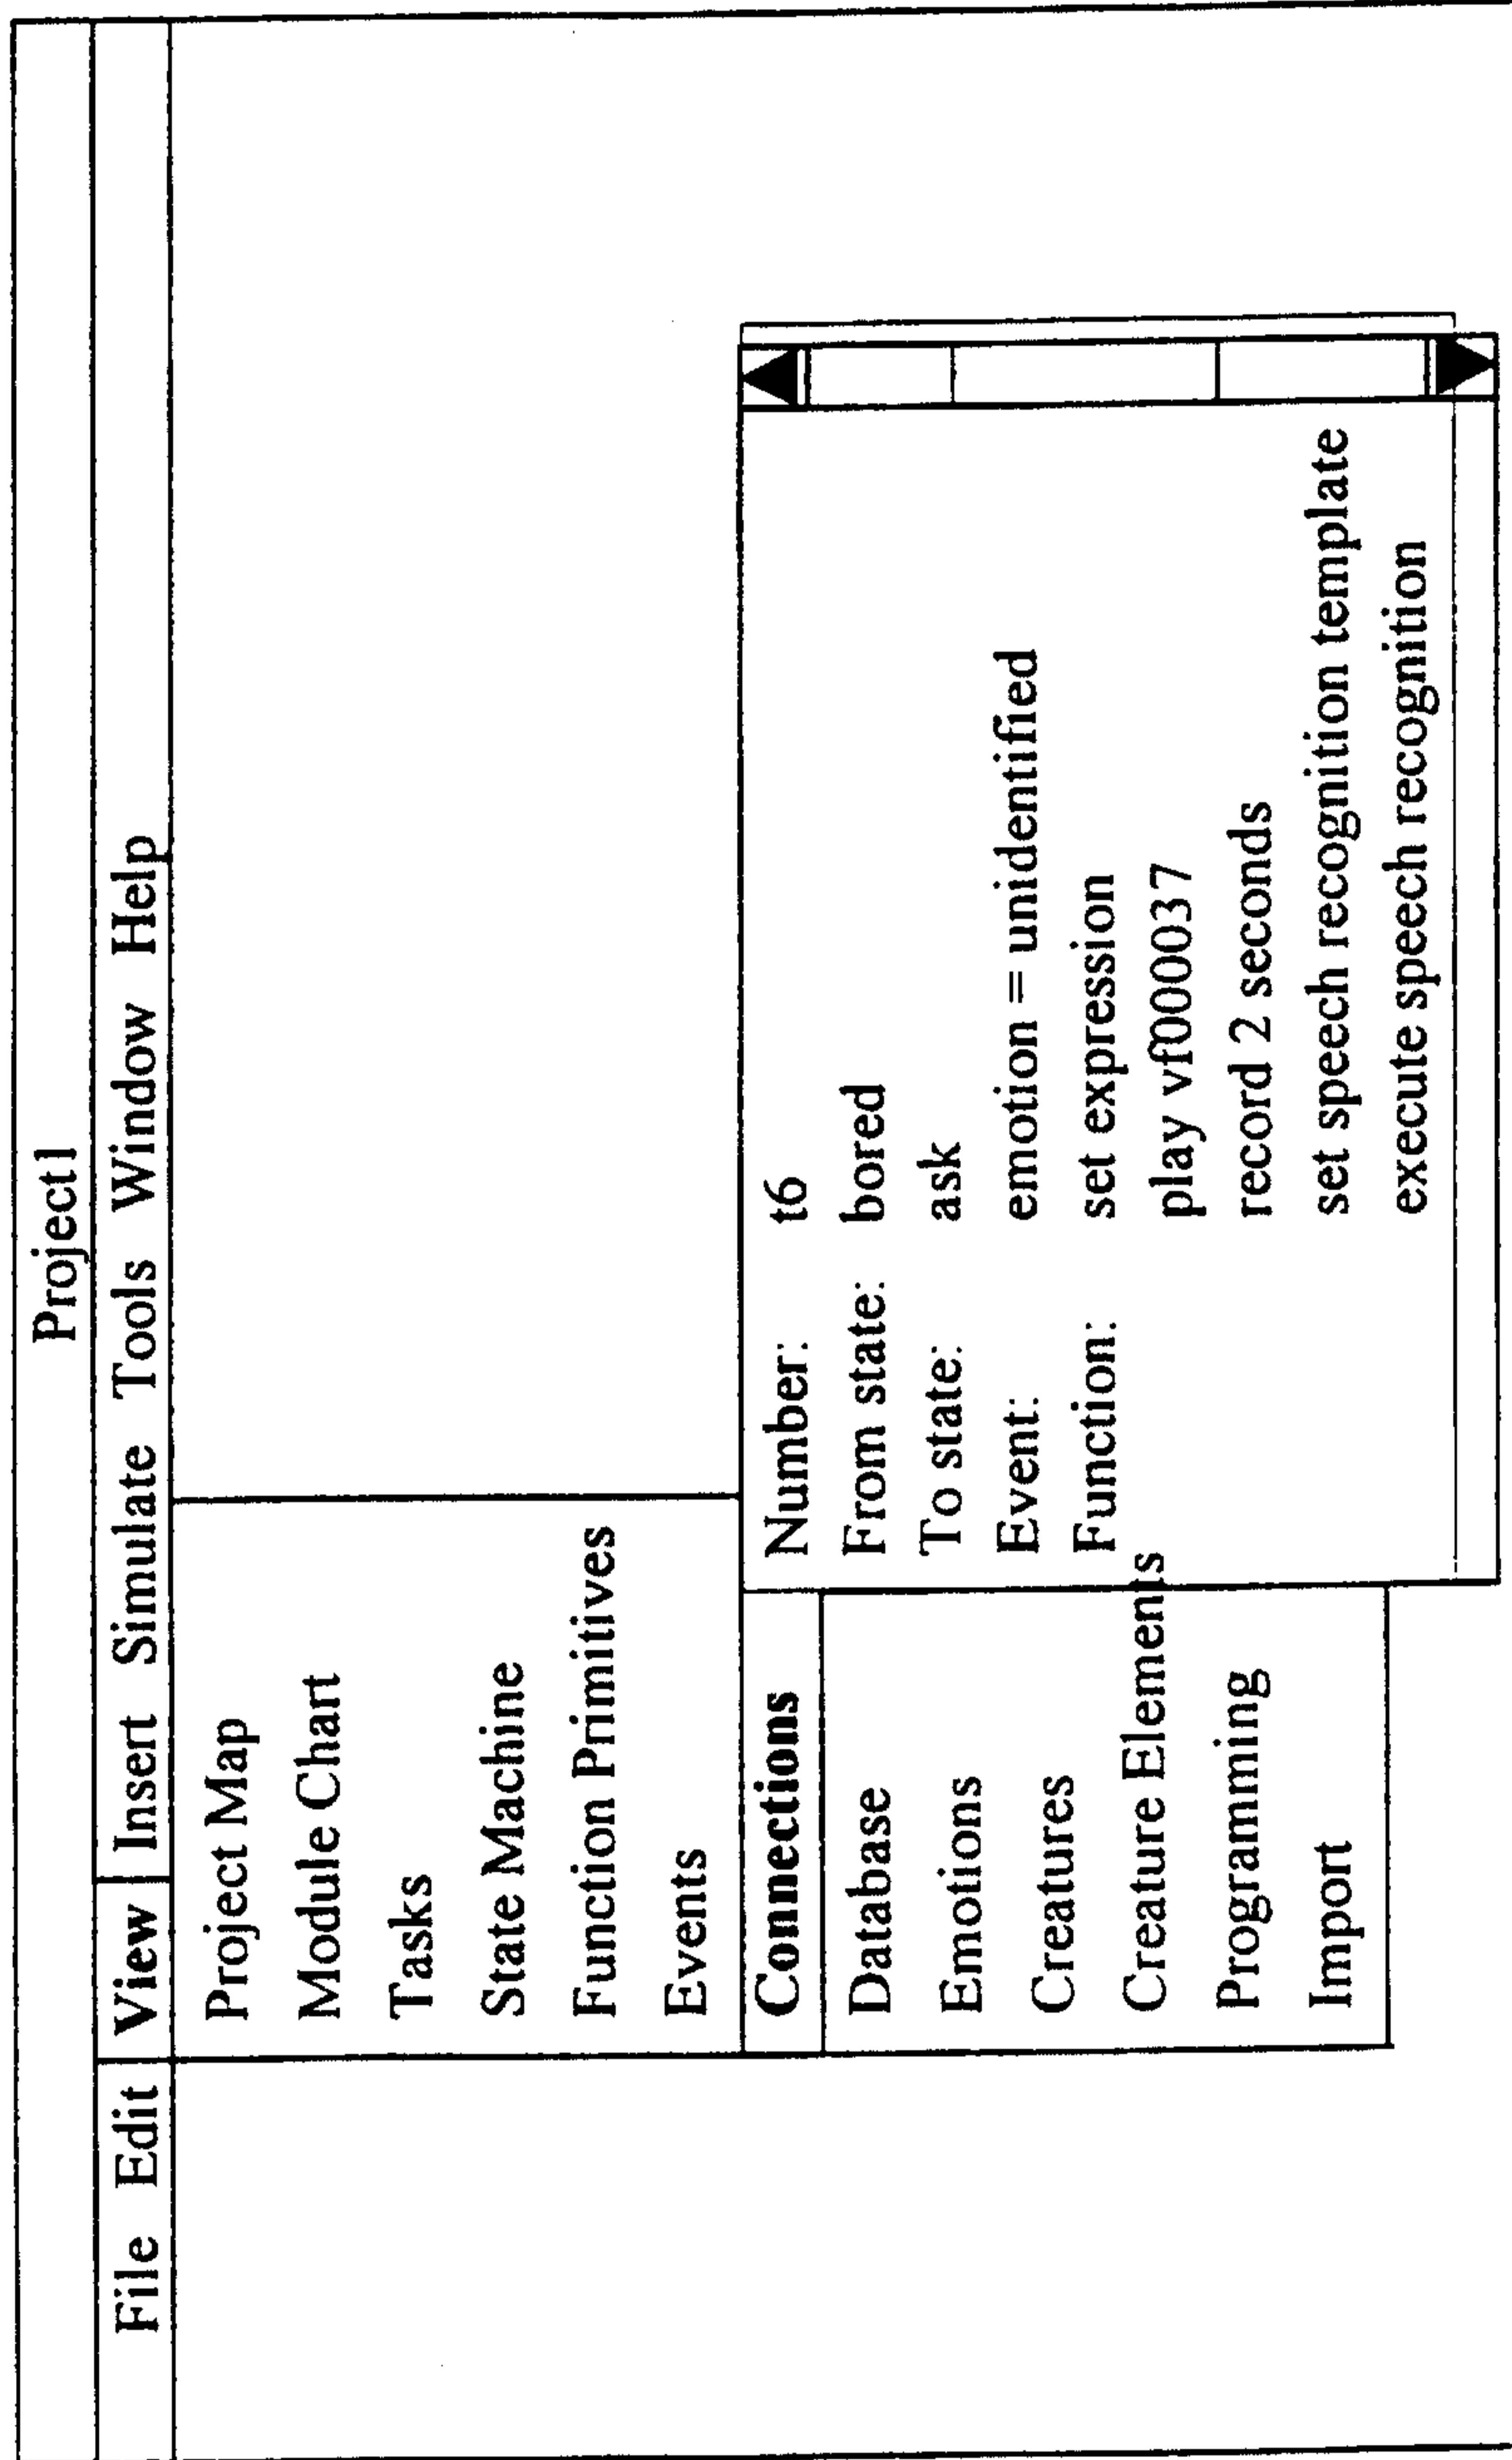 Project1
File Edit View Insert Simulate Tools Window Help
Project Map
Module Chart
Tasks
State Machine
Function Primitives
Events
Connections
Database
Emotions
Creatures
Creature Elements
Programming
Import
Number: t6
From state: bored
To state: ask
Event: emotion = unidentified
Function: set expression
play vf000037
record 2 seconds
set speech recognition template
execute speech recognition